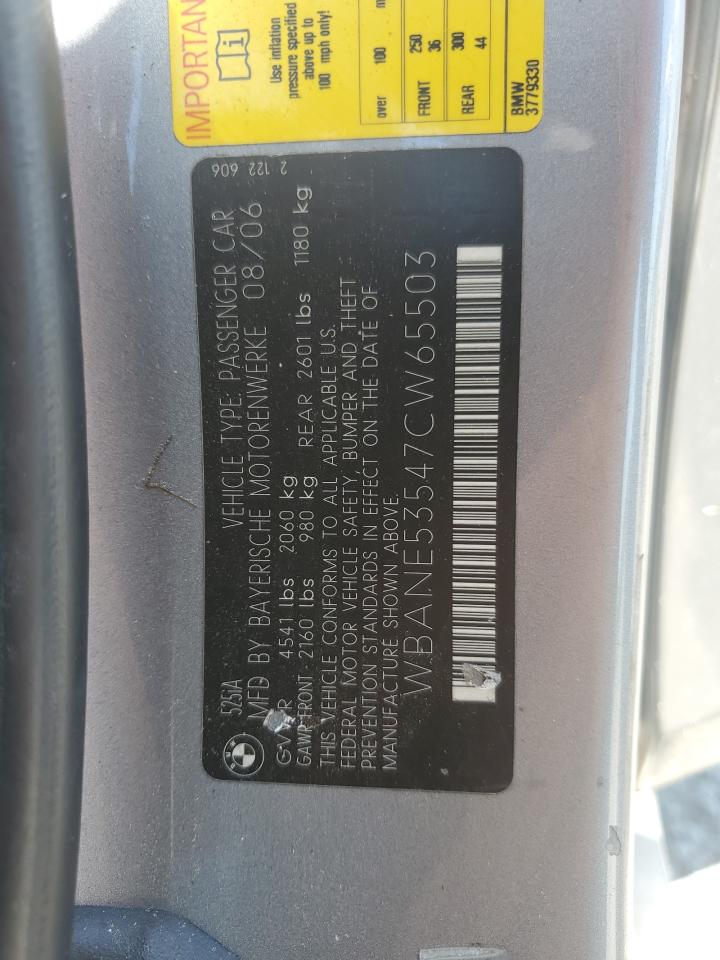 IMPORTAN
Use inflation
pressure specified
above up to
100 mph only!
over 100 m
FRONT 250
36
REAR 300
44
BMW
3779330
2 122 606
525iA VEHICLE TYPE: PASSENGER CAR
MFD BY BAYERISCHE MOTORENWERKE 08/06
GVWR 4541 lbs 2060 kg
GAWR FRONT 2160 lbs 980 kg REAR 2601 lbs 1180 kg
THIS VEHICLE CONFORMS TO ALL APPLICABLE U.S.
FEDERAL MOTOR VEHICLE SAFETY, BUMPER AND THEFT
PREVENTION STANDARDS IN EFFECT ON THE DATE OF
MANUFACTURE SHOWN ABOVE.
WBANE53547CW65503